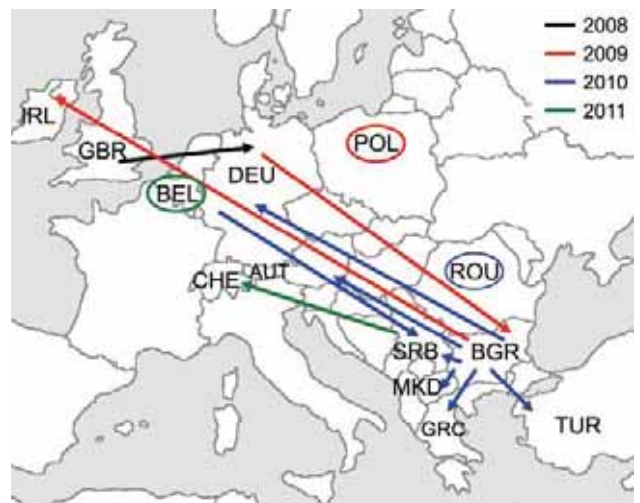 2008
2009
2010
2011
IRL
GBR
POL
DEU
BEL
CHE
AUT
ROU
SRB
BGR
MKD
GRC
TUR